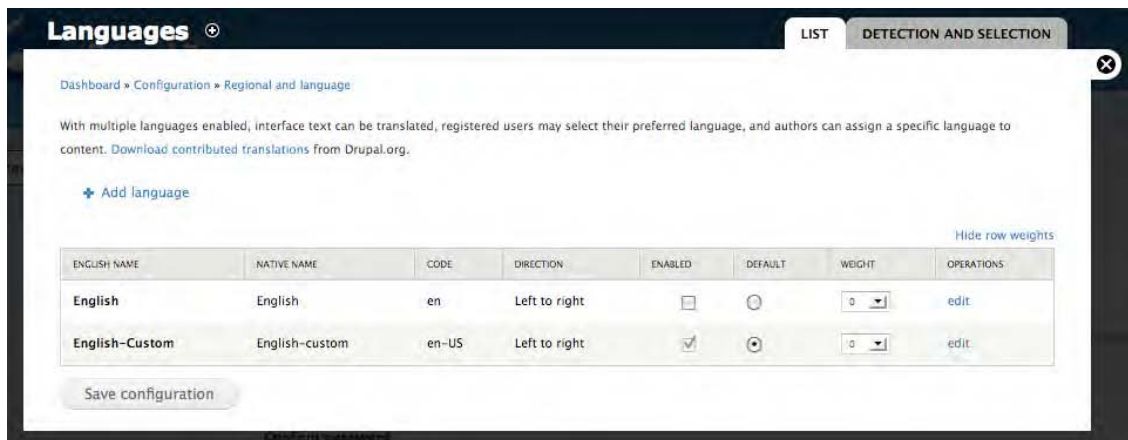 Languages
LIST DETECTION AND SELECTION
Dashboard » Configuration » Regional and language
With multiple languages enabled, interface text can be translated, registered users may select their preferred language, and authors can assign a specific language to
content. Download contributed translations from Drupal.org.
Add language
Hide row weights
ENGLISH NAME NATIVE NAME CODE DIRECTION ENABLED DEFAULT WEIGHT OPERATIONS
English English en Left to right 0 edit
English-Custom English-custom en-US Left to right 0 edit
Save configuration
Confirm password